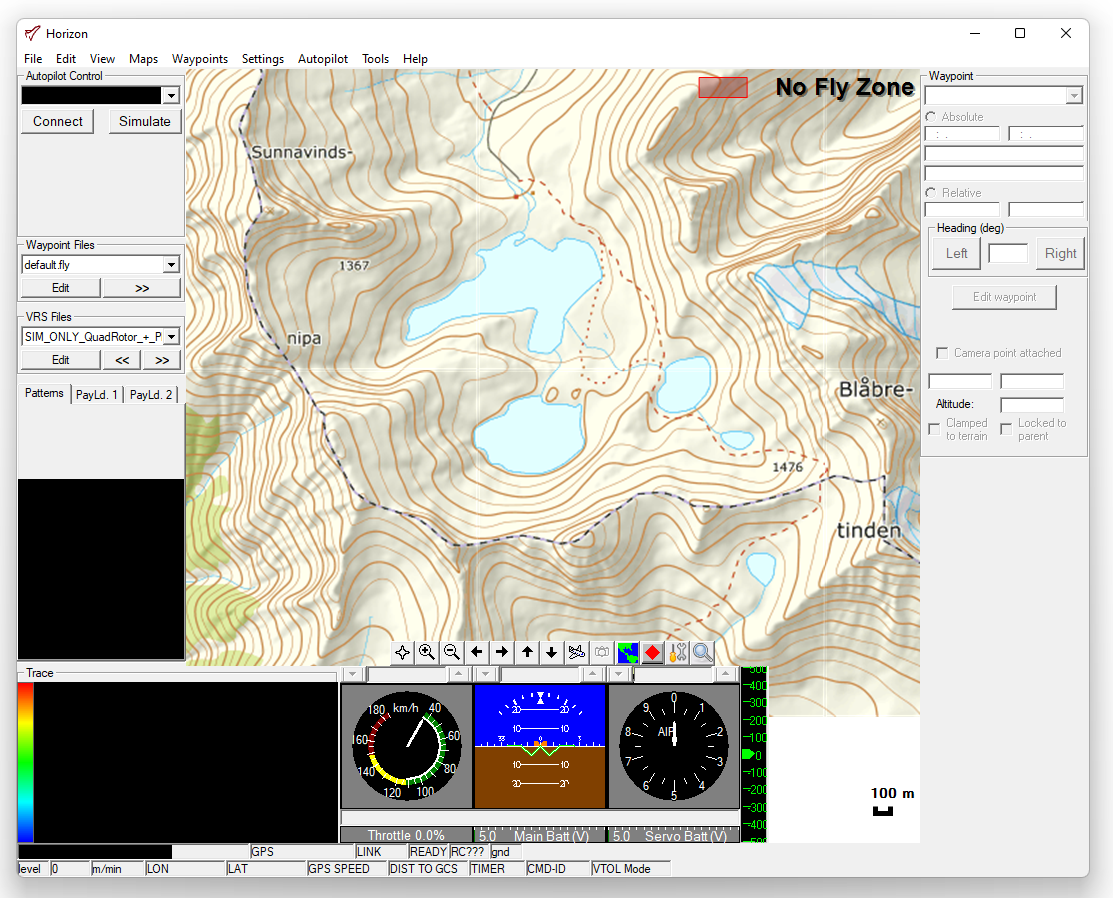 Horizon
File Edit View Maps Waypoints Settings Autopilot Tools Help
Autopilot Control
Connect Simulate
Waypoint Files
default.fly
Edit >>
VRS Files
SIM_ONLY_QuadRotor_+_P
Edit << >>
Patterns PayLd. 1 PayLd. 2
No Fly Zone
Sunnavinds-
1367
nipa
Blåbre-
1476
tinden
100 m
Waypoint
Absolute
: . : .
Relative
Heading (deg)
Left Right
Edit waypoint
Camera point attached
Altitude:
Clamped to terrain
Locked to parent
Trace
km/h
40
60
80
100
120
140
160
180
20 20
10 10
10 10
20 20
0
1
2
3
4
5
6
7
8
9
500
400
300
200
100
0
-100
-200
-300
-400
-500
Throttle 0.0% 5.0 Main Batt (V) 5.0 Servo Batt (V)
GPS LINK READY RC??? gnd
level 0 m/min LON LAT GPS SPEED DIST TO GCS TIMER CMD-ID VTOL Mode